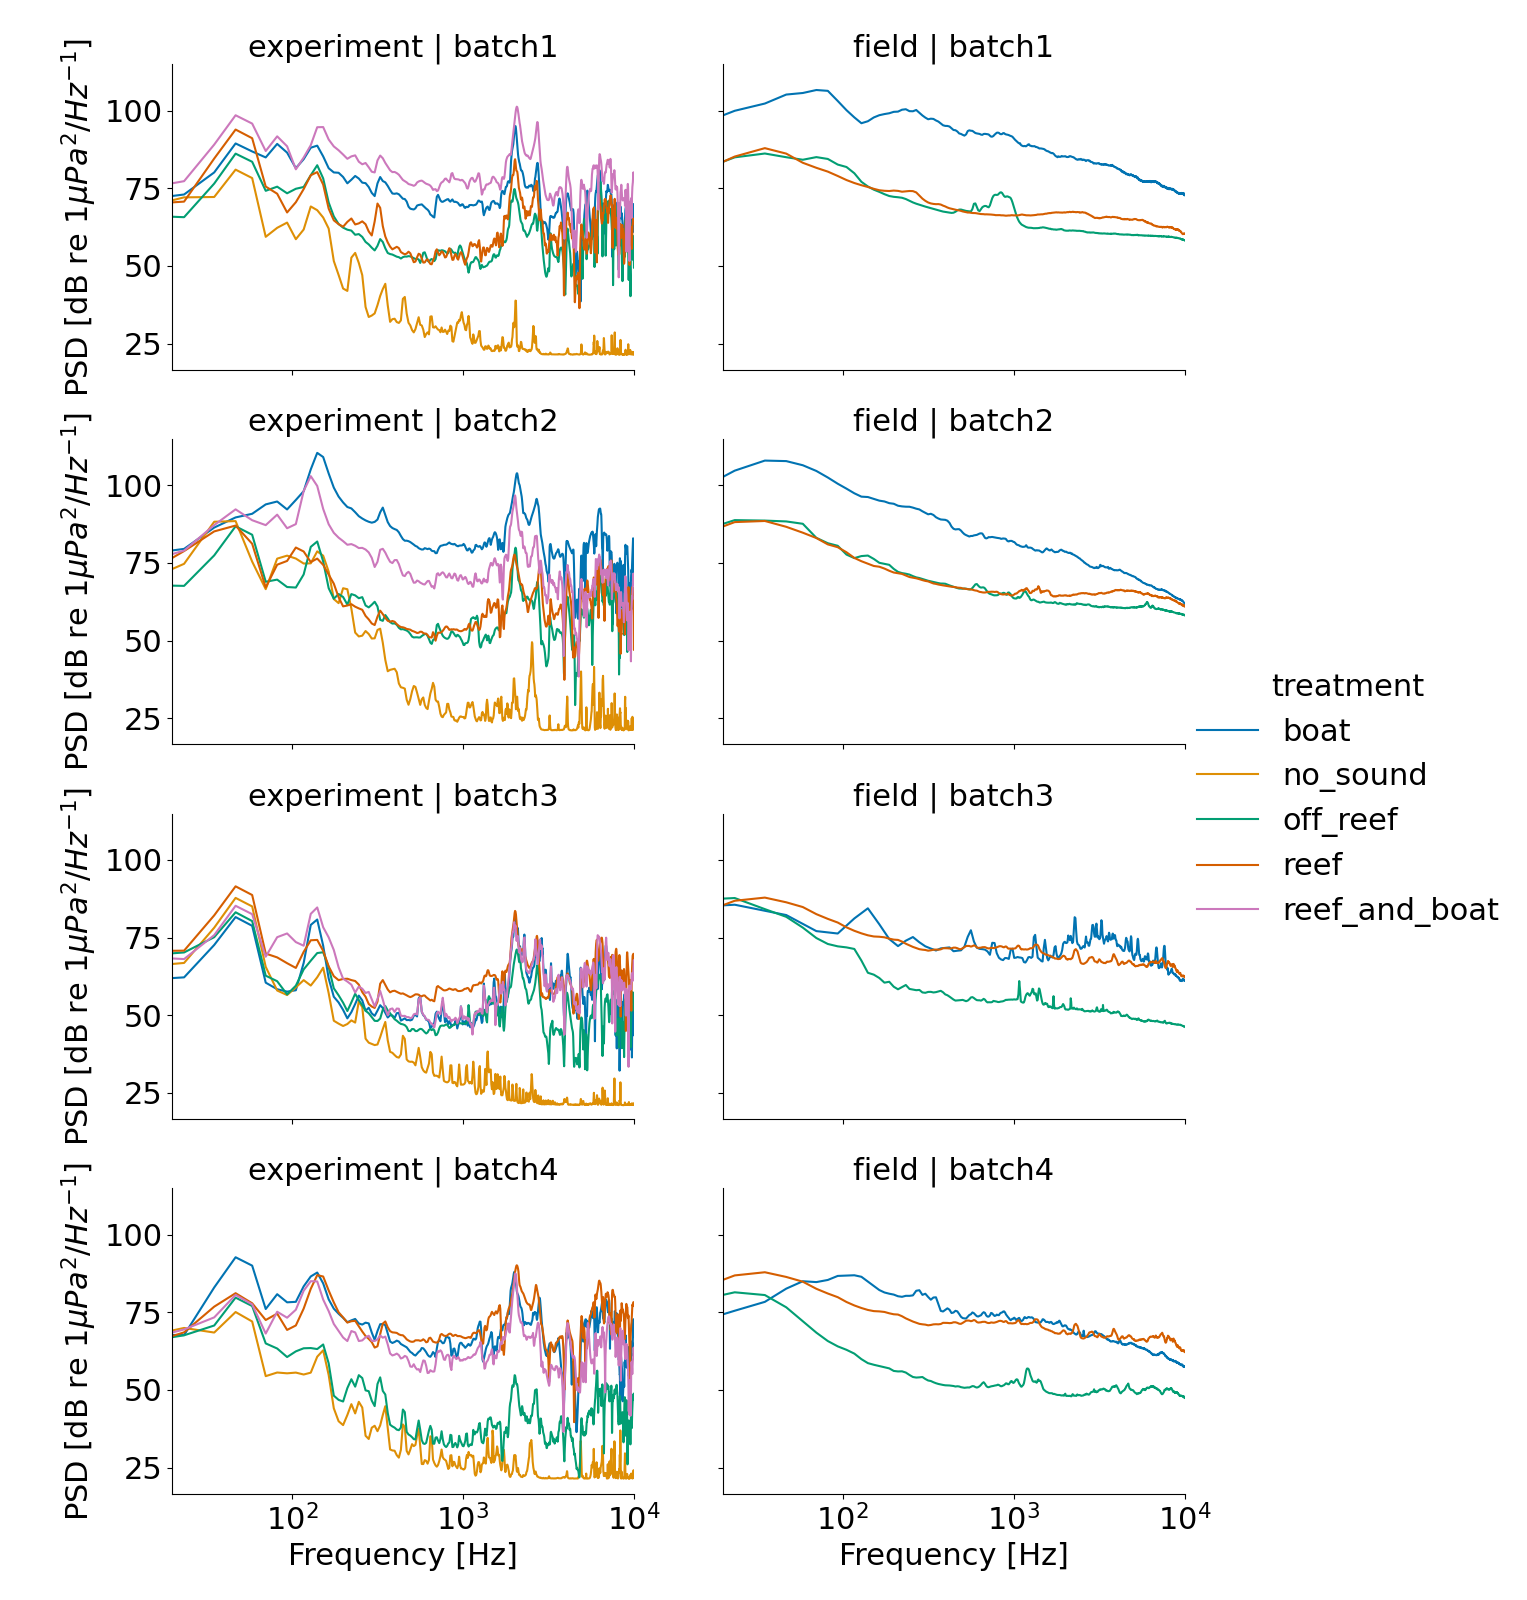 experiment | batch1
field | batch1
PSD [dB re 1μPa²/Hz⁻¹]
100
75
50
25
experiment | batch2
field | batch2
PSD [dB re 1μPa²/Hz⁻¹]
100
75
50
25
experiment | batch3
field | batch3
PSD [dB re 1μPa²/Hz⁻¹]
100
75
50
25
experiment | batch4
field | batch4
PSD [dB re 1μPa²/Hz⁻¹]
100
75
50
25
10² 10³ 10⁴
Frequency [Hz]
10² 10³ 10⁴
Frequency [Hz]
treatment
boat
no_sound
off_reef
reef
reef_and_boat